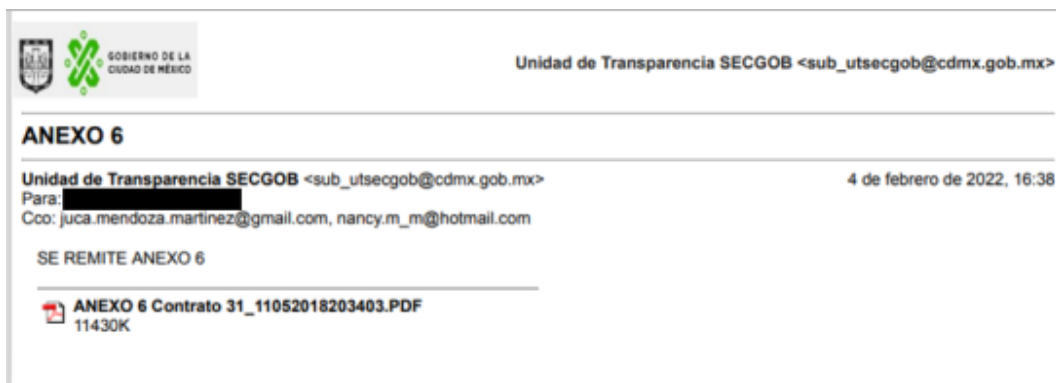 GOBIERNO DE LA
CIUDAD DE MÉXICO
Unidad de Transparencia SECGOB <sub_utsecgob@cdmx.gob.mx>
ANEXO 6
Unidad de Transparencia SECGOB <sub_utsecgob@cdmx.gob.mx> 4 de febrero de 2022, 16:38
Para:
Cco: juca.mendoza.martinez@gmail.com, nancy.m_m@hotmail.com
SE REMITE ANEXO 6
ANEXO 6 Contrato 31_11052018203403.PDF
11430K